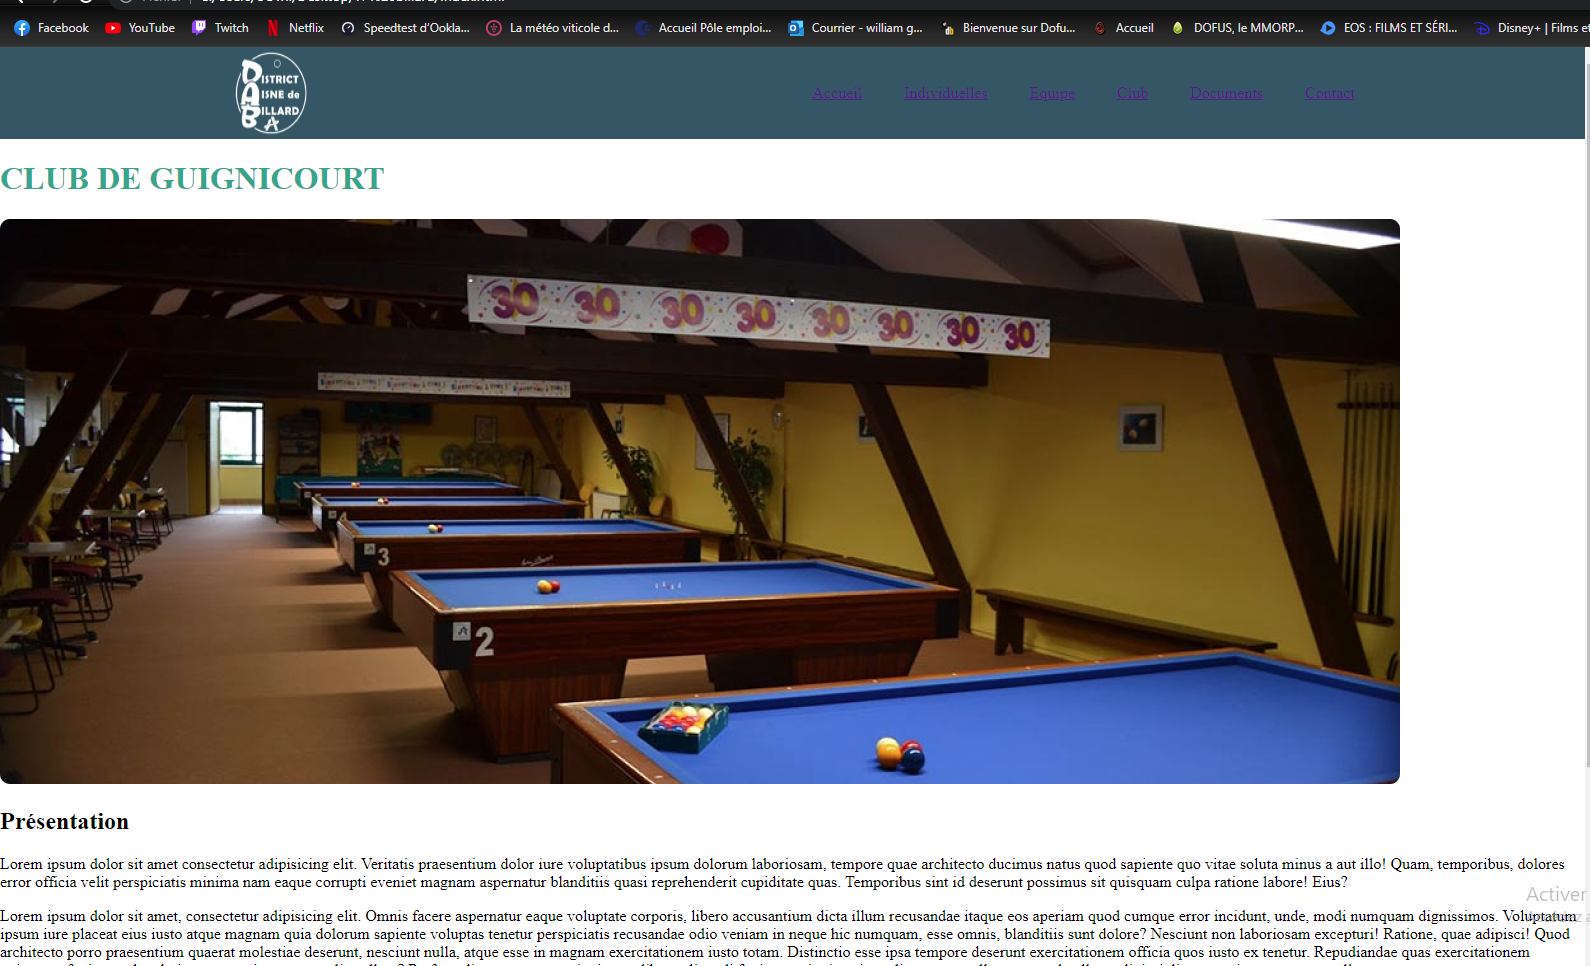 Facebook YouTube Twitch Netflix Speedtest d'Ookla... La météo viticole d... Accueil Pôle emploi... Courrier - william g... Bienvenue sur Dofu... Accueil DOFUS, le MMORP... EOS : FILMS ET SÉRI... Disney+ | Films et
DISTRICT
AISNE de
BILLARD
A
Accueil Individuelles Equipe Club Documents Contact
CLUB DE GUIGNICOURT
30 30 30 30 30 30 30 30
3
2
Présentation
Lorem ipsum dolor sit amet consectetur adipisicing elit. Veritatis praesentium dolor iure voluptatibus ipsum dolorum laboriosam, tempore quae architecto ducimus natus quod sapiente quo vitae soluta minus a aut illo! Quam, temporibus, dolores
error officia velit perspiciatis minima nam eaque corrupti eveniet magnam aspernatur blanditiis quasi reprehenderit cupiditate quas. Temporibus sint id deserunt possimus sit quisquam culpa ratione labore! Eius?
Activer
Lorem ipsum dolor sit amet, consectetur adipisicing elit. Omnis facere aspernatur eaque voluptate corporis, libero accusantium dicta illum recusandae itaque eos aperiam quod cumque error incidunt, unde, modi numquam dignissimos. Voluptatum
ipsum iure placeat eius iusto atque magnam quia dolorum sapiente voluptas tenetur perspiciatis recusandae odio veniam in neque hic numquam, esse omnis, blanditiis sunt dolore? Nesciunt non laboriosam excepturi! Ratione, quae adipisci! Quod
architecto porro praesentium quaerat molestiae deserunt, nesciunt nulla, atque esse in magnam exercitationem iusto totam. Distinctio esse ipsa tempore deserunt exercitationem officia quos iusto ex tenetur. Repudiandae quas exercitationem